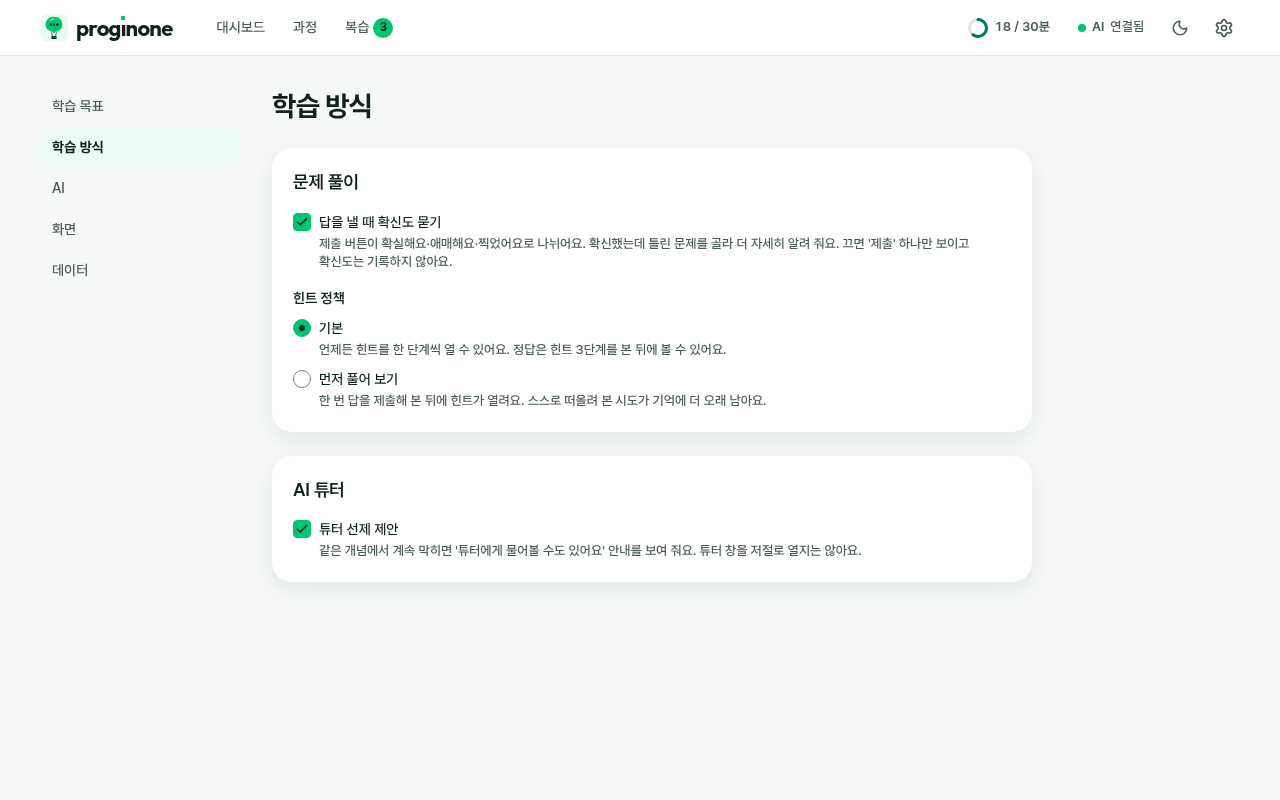 proginone
대시보드
과정
복습 3
18 / 30분
AI 연결됨
학습 목표
학습 방식
AI
화면
데이터
학습 방식
문제 풀이
답을 낼 때 확신도 묻기
제출 버튼이 확실해요·애매해요·찍었어요로 나뉘어요. 확신했는데 틀린 문제를 골라 더 자세히 알려 줘요. 끄면 '제출' 하나만 보이고
확신도는 기록하지 않아요.
힌트 정책
기본
언제든 힌트를 한 단계씩 열 수 있어요. 정답은 힌트 3단계를 본 뒤에 볼 수 있어요.
먼저 풀어 보기
한 번 답을 제출해 본 뒤에 힌트가 열려요. 스스로 떠올려 본 시도가 기억에 더 오래 남아요.
AI 튜터
튜터 선제 제안
같은 개념에서 계속 막히면 '튜터에게 물어볼 수도 있어요' 안내를 보여 줘요. 튜터 창을 저절로 열지는 않아요.